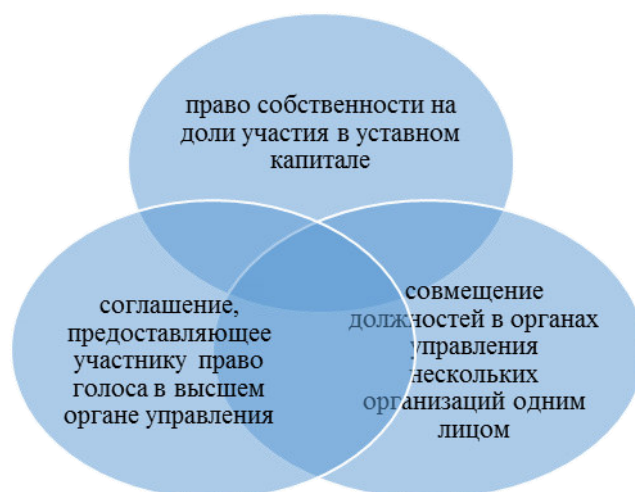 право собственности на
доли участия в уставном
капитале
соглашение,
предоставляющее
участнику право
голоса в высшем
органе управления
совмещение
должностей в органах
управления
нескольких
организаций одним
лицом